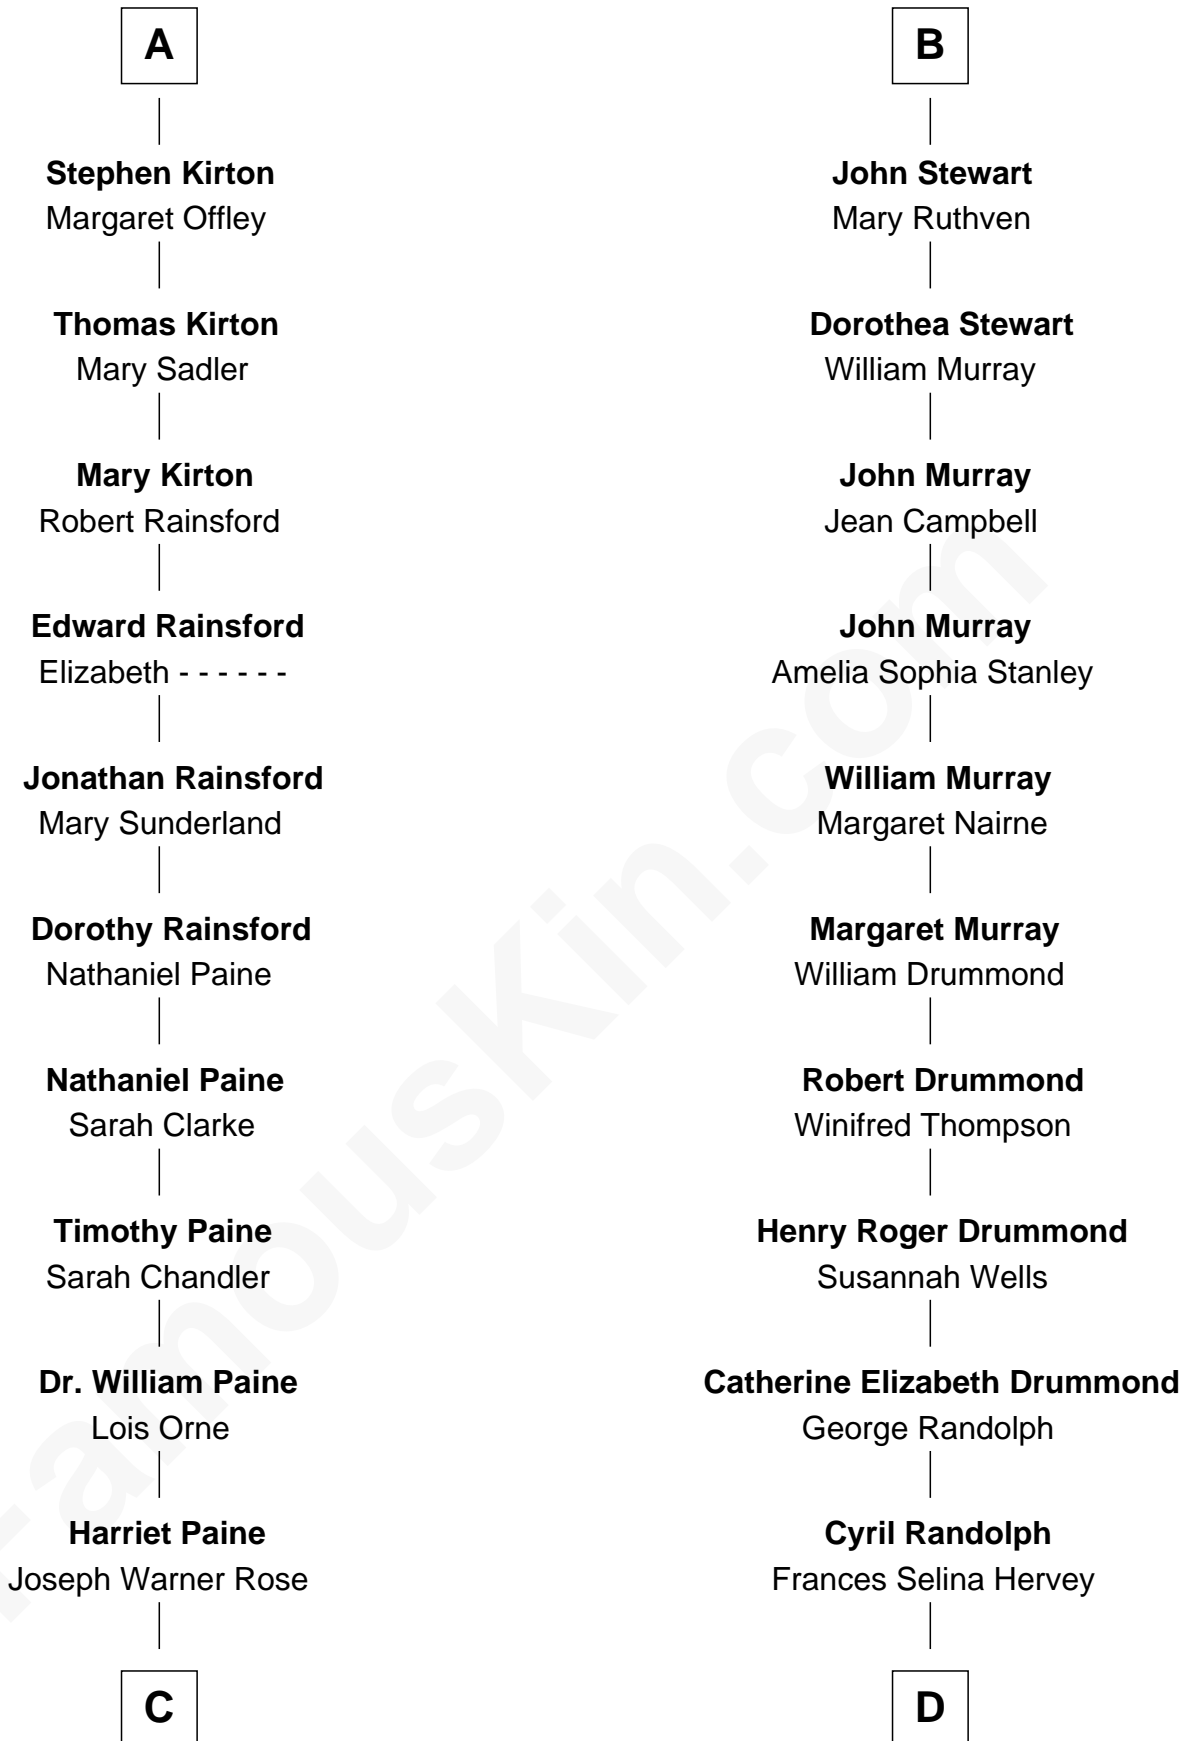 A
Stephen Kirton
Margaret Offley
Thomas Kirton
Mary Sadler
Mary Kirton
Robert Rainsford
Edward Rainsford
Elizabeth - - - - - -
Jonathan Rainsford
Mary Sunderland
Dorothy Rainsford
Nathaniel Paine
Nathaniel Paine
Sarah Clarke
Timothy Paine
Sarah Chandler
Dr. William Paine
Lois Orne
Harriet Paine
Joseph Warner Rose
C
B
John Stewart
Mary Ruthven
Dorothea Stewart
William Murray
John Murray
Jean Campbell
John Murray
Amelia Sophia Stanley
William Murray
Margaret Nairne
Margaret Murray
William Drummond
Robert Drummond
Winifred Thompson
Henry Roger Drummond
Susannah Wells
Catherine Elizabeth Drummond
George Randolph
Cyril Randolph
Frances Selina Hervey
D
FamousKin.com